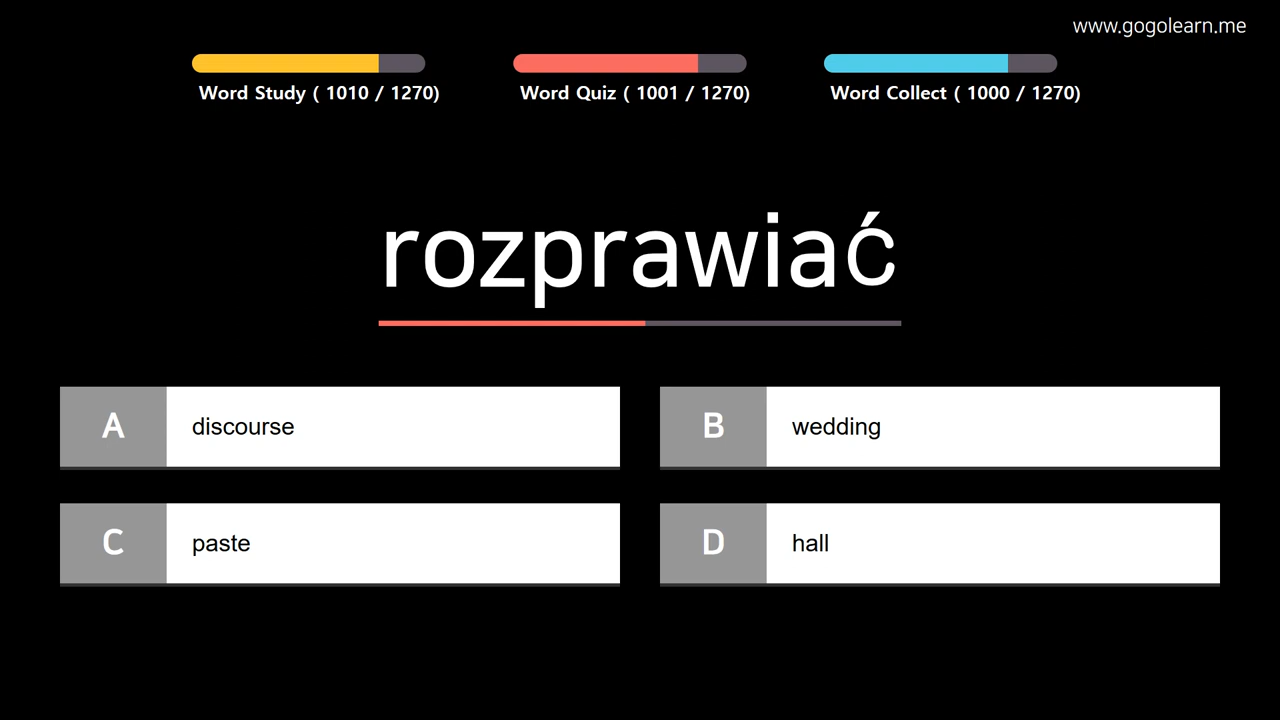 www.gogolearn.me
Word Study ( 1010 / 1270)
Word Quiz ( 1001 / 1270)
Word Collect ( 1000 / 1270)
rozprawiać
A discourse
B wedding
C paste
D hall